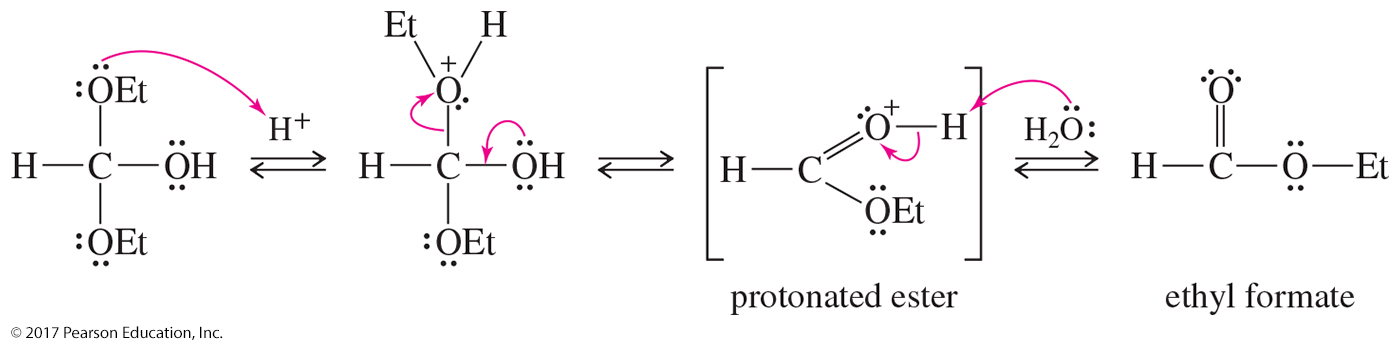 Et H
:OEt + O
H+ H2O: O
H—C—OH H—C—OH H—C=O+—H H—C—O—Et
OEt
:OEt :OEt
protonated ester ethyl formate
© 2017 Pearson Education, Inc.